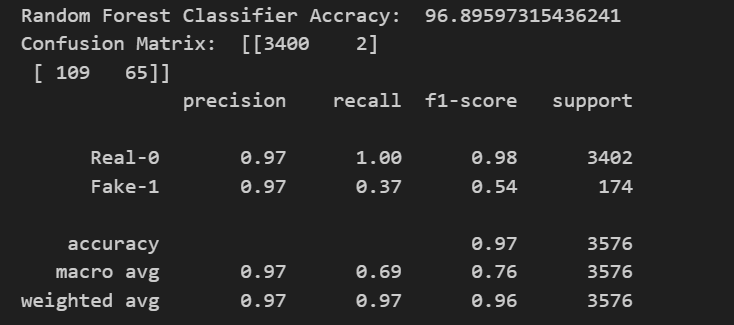 Random Forest Classifier Accracy:  96.89597315436241
Confusion Matrix:  [[3400    2]
 [ 109   65]]
              precision    recall  f1-score   support

      Real-0       0.97      1.00      0.98      3402
      Fake-1       0.97      0.37      0.54       174

    accuracy                           0.97      3576
   macro avg       0.97      0.69      0.76      3576
weighted avg       0.97      0.97      0.96      3576